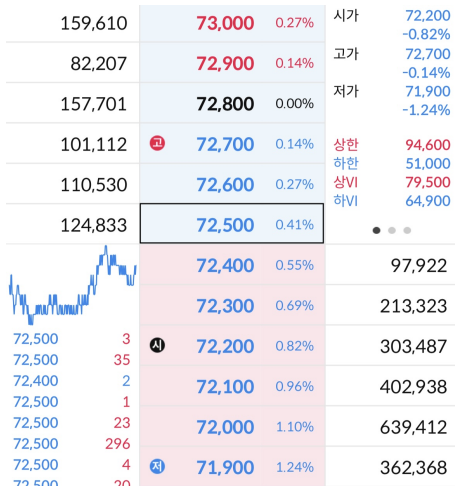 159,610 73,000 0.27% 시가 72,200
-0.82%
82,207 72,900 0.14% 고가 72,700
-0.14%
157,701 72,800 0.00% 저가 71,900
-1.24%
101,112 고 72,700 0.14% 상한 94,600
하한 51,000
110,530 72,600 0.27% 상VI 79,500
하VI 64,900
124,833 72,500 0.41%
72,400 0.55% 97,922
72,300 0.69% 213,323
72,500 3 시 72,200 0.82% 303,487
72,500 35
72,400 2 72,100 0.96% 402,938
72,500 1
72,500 23 72,000 1.10% 639,412
72,500 296
72,500 4 저 71,900 1.24% 362,368
72,500 20